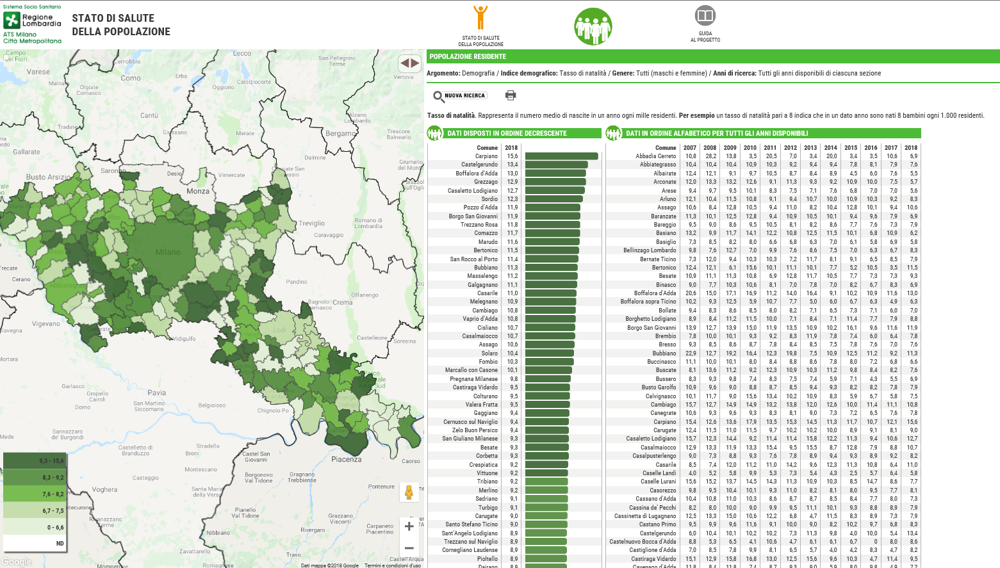 Sistema Socio Sanitario
Regione
Lombardia
ATS Milano
Città Metropolitana
STATO DI SALUTE
DELLA POPOLAZIONE
STATO DI SALUTE
DELLA POPOLAZIONE
GUIDA
AL PROGETTO
POPOLAZIONE RESIDENTE
Argomento: Demografia / Indice demografico: Tasso di natalità / Genere: Tutti (maschi e femmine) / Anni di ricerca: Tutti gli anni disponibili di ciascuna sezione
NUOVA RICERCA
Tasso di natalità. Rappresenta il numero medio di nascite in un anno ogni mille residenti. Per esempio un tasso di natalità pari a 8 indica che in un dato anno sono nati 8 bambini ogni 1.000 residenti.
DATI DISPOSTI IN ORDINE DECRESCENTE
Comune 2018
Carpiano 15,6
Castelgerundo 13,4
Boffalora d'Adda 13,0
Grezzago 12,9
Casaletto Lodigiano 12,7
Sordio 12,3
Pozzo d'Adda 11,9
Borgo San Giovanni 11,9
Trezzano Rosa 11,8
Comazzo 11,7
Marudo 11,6
Bertonico 11,5
San Rocco al Porto 11,4
Bubbiano 11,3
Massalengo 11,2
Galgagnano 11,1
Casarile 11,0
Melegnano 10,9
Cambiago 10,8
Vaprio d'Adda 10,8
Cisliano 10,7
Casalmaiocco 10,7
Assago 10,6
Solaro 10,4
Fombio 10,3
Marcallo con Casone 10,1
Pregnana Milanese 9,8
Castiraga Vidardo 9,5
Colturano 9,5
Valera Fratta 9,5
Gaggiano 9,4
Cernusco sul Naviglio 9,4
Zelo Buon Persico 9,4
San Giuliano Milanese 9,3
Besate 9,3
Corbetta 9,3
Crespiatica 9,2
Vittuone 9,2
Tribiano 9,2
Merlino 9,2
Sedriano 9,1
Turbigo 9,1
Carugate 9,0
Santo Stefano Ticino 9,0
Sant'Angelo Lodigiano 8,9
Trezzano sul Naviglio 8,9
Cornegliano Laudense 8,9
Pioltello 8,9
Dairago 8,9
DATI IN ORDINE ALFABETICO PER TUTTI GLI ANNI DISPONIBILI
Comune 2007 2008 2009 2010 2011 2012 2013 2014 2015 2016 2017 2018
Abbadia Cerreto 10,8 28,2 13,8 3,5 20,5 7,0 3,4 20,0 3,4 3,5 10,6 6,9
Abbiategrasso 10,4 10,4 10,4 10,9 10,3 9,2 9,4 9,4 7,8 8,1 7,9 7,6
Albairate 12,4 12,1 9,1 9,7 10,5 8,7 8,4 8,9 4,5 6,0 7,6 5,5
Arconate 12,0 13,3 13,2 12,6 9,1 11,3 9,3 9,2 10,9 10,0 7,5 5,7
Arese 9,4 9,7 9,5 10,1 8,3 7,5 7,1 7,6 6,8 7,0 7,0 5,6
Arluno 12,1 10,4 11,5 10,8 9,1 9,4 10,7 10,0 10,9 10,3 9,2 8,3
Assago 10,6 8,4 12,8 10,5 9,4 11,0 8,2 10,4 12,8 10,1 9,4 10,6
Baranzate 11,3 10,1 12,5 12,8 9,4 10,9 10,5 10,1 9,4 9,6 7,9 6,9
Bareggio 9,5 9,0 8,6 9,5 10,5 8,1 8,2 8,6 7,7 7,6 7,3 7,9
Basiano 13,2 9,9 11,7 14,1 12,2 10,8 12,5 11,5 10,1 6,8 10,9 6,2
Basiglio 7,3 8,5 8,2 8,0 6,6 6,8 6,3 7,0 6,1 5,8 6,9 5,8
Bellinzago Lombardo 9,8 7,6 12,7 7,0 9,9 7,6 8,6 7,5 7,0 6,3 6,7 8,3
Bernate Ticino 7,3 12,0 9,4 10,3 10,3 7,2 11,7 8,1 9,1 6,5 8,5 7,9
Bertonico 12,4 12,1 6,1 15,6 10,1 11,1 10,1 7,7 5,2 10,5 3,5 11,5
Besate 10,9 11,1 11,3 10,8 6,9 12,8 11,7 10,5 7,7 7,3 7,3 9,3
Binasco 9,0 7,7 10,3 10,6 8,1 7,0 7,8 7,0 8,2 6,7 8,3 6,9
Boffalora d'Adda 20,6 15,0 17,1 16,9 11,2 14,0 16,4 9,1 10,2 10,9 11,6 13,0
Boffalora sopra Ticino 10,2 9,3 12,5 5,9 10,7 7,7 5,0 6,0 6,7 6,3 4,9 6,3
Bollate 9,4 8,3 8,6 8,5 8,0 8,2 7,1 6,5 7,3 7,1 6,0 7,0
Borghetto Lodigiano 8,9 8,4 11,2 11,5 10,0 7,1 8,4 7,1 11,4 7,7 7,9 8,8
Borgo San Giovanni 13,9 12,7 13,9 15,0 11,9 13,5 10,9 10,2 16,1 9,6 11,6 11,9
Brembio 7,8 10,0 10,1 9,3 9,2 8,3 11,9 7,8 7,4 6,0 6,4 7,8
Bresso 9,3 8,5 8,6 8,7 7,8 8,4 8,5 7,5 7,8 7,6 7,0 7,6
Bubbiano 22,9 12,7 19,2 16,4 12,3 19,8 7,5 10,9 12,5 11,2 9,2 11,3
Buccinasco 11,1 10,0 10,1 8,0 8,4 8,8 8,6 7,8 8,0 7,2 6,8 6,6
Buscate 8,1 13,6 11,2 9,2 12,3 10,9 10,3 11,2 9,8 8,4 8,2 7,6
Bussero 8,3 9,3 9,8 7,4 8,3 7,5 7,4 5,9 7,1 4,3 5,5 6,9
Busto Garolfo 10,9 9,6 9,0 8,8 8,7 8,5 9,4 9,3 8,2 8,2 7,8 7,9
Calvignasco 10,1 11,7 9,0 15,6 13,4 10,2 10,9 8,3 5,9 6,7 5,8 7,5
Cambiago 15,7 12,7 14,9 14,9 13,2 13,8 12,0 12,6 10,0 11,4 11,1 10,8
Canegrate 10,6 9,3 9,6 9,3 8,3 8,1 9,0 7,3 7,2 6,5 7,6 7,8
Carpiano 15,4 12,6 13,6 17,9 13,5 15,3 14,5 11,3 11,7 10,7 12,1 15,6
Carugate 12,4 11,5 11,0 11,5 9,7 10,2 10,2 10,0 8,9 9,1 8,1 9,0
Casaletto Lodigiano 15,7 12,3 14,4 9,2 11,4 11,4 15,8 12,2 11,3 9,4 10,6 12,7
Casalmaiocco 12,9 13,3 11,9 13,3 15,4 9,5 15,5 8,7 12,8 7,9 8,8 10,7
Casalpusterlengo 9,0 7,3 8,8 9,3 7,6 7,8 8,9 9,4 9,3 8,9 9,2 8,2
Casarile 8,5 7,4 12,0 11,2 11,0 14,2 9,6 12,3 11,3 10,8 6,4 11,0
Caselle Landi 4,0 5,2 5,8 9,9 5,3 7,3 5,4 4,3 2,5 5,7 6,4 5,8
Caselle Lurani 15,6 15,2 13,7 14,5 14,3 11,3 10,9 10,3 8,5 14,7 8,6 7,7
Casorezzo 9,8 9,5 10,4 10,1 9,3 11,0 8,2 8,1 8,0 9,5 7,7 8,1
Cassano d'Adda 10,4 10,8 11,0 10,3 8,6 8,7 8,7 8,5 8,4 7,7 8,0 7,3
Cassina de' Pecchi 8,2 8,0 10,0 9,0 9,9 9,5 11,1 10,1 9,3 8,8 8,9 7,9
Cassinetta di Lugagnano 12,5 13,3 15,0 10,6 12,2 6,8 4,7 11,5 8,3 8,9 7,3 7,9
Castano Primo 9,5 9,9 9,6 11,6 9,1 10,0 9,0 8,2 10,2 9,7 6,8 8,3
Castelgerundo 6,0 10,4 10,1 10,2 10,2 7,3 11,3 9,8 4,0 10,0 5,4 13,4
Castelnuovo Bocca d'Adda 8,8 5,3 6,5 4,1 10,6 4,7 6,1 6,1 6,7 0 8,0 8,6
Castiglione d'Adda 7,0 8,5 7,8 9,9 8,1 6,5 5,7 4,0 4,2 8,3 4,7 8,2
Castiraga Vidardo 15,1 12,9 15,8 16,8 13,0 12,5 15,6 9,6 10,3 4,7 11,4 9,5
Cavenago d'Adda 11,8 8,4 11,8 7,4 8,7 9,3 9,0 5,9 8,0 9,8 4,9 7,2
Lecco
Varese
Como
Erba
Cernobbio
Olgiate
Comasco
Oggiono
Calolziocorte
San Pellegrino
Terme
Vertova
Cantù
Tradate
Giussano
Merate
Alzano
Lombardo
Trescore
Balneario
Bergamo
Dalmine
Gallarate
Busto Arsizio
Saronno
Desio
Vimercate
Monza
Treviglio
Romano di
Lombardia
Caravaggio
Milano
Rho
Trecate
Cerano
Pandino
Offanengo
Bagnolo
Cremasco
Crema
Vigevano
Vidigulfo
Lodi
Castelleone
Soresina
Mortara
Garlasco
Gropello
Cairoli
Pavia
Dorno
San Martino
Siccomario
Belgioioso
Chignolo Po
Mede
Sannazzaro
de' Burgondi
Castelletto di
Branduzzo
Stradella
Broni
Castel San
Giovanni
Piacenza
Caorso
Montescano
Casteggio
Borgonovo
Val Tidone
Gragnano
Trebbiense
Voghera
Santa Maria
della Versa
Pontenure
Pianello
Val Tidone
Grazzano
Visconti
Rivanazzano
Terme
Nibbiano
Rivergaro
Carpaneto
Piacentino
Zavattarello
Travo
Romagnese
Momperone
Castell'Arqua
9,3 - 15,6
8,3 - 9,2
7,6 - 8,2
6,7 - 7,5
0 - 6,6
ND
Google
Dati mappa ©2018 Google
Termini e condizioni d'uso